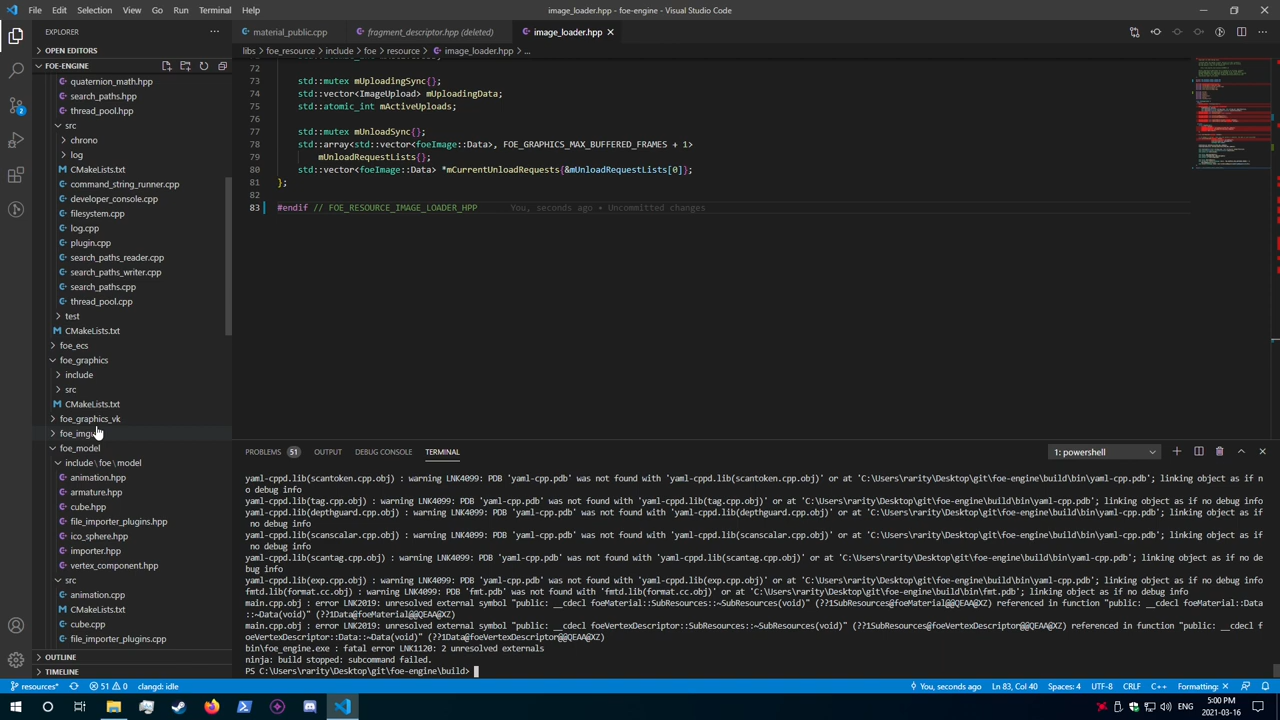 File Edit Selection View Go Run Terminal Help
image_loader.hpp - foe-engine - Visual Studio Code
EXPLORER
OPEN EDITORS
FOE-ENGINE
quaternion_math.hpp
search_paths.hpp
thread_pool.hpp
src
chrono
log
CMakeLists.txt
command_string_runner.cpp
developer_console.cpp
filesystem.cpp
log.cpp
plugin.cpp
search_paths_reader.cpp
search_paths_writer.cpp
search_paths.cpp
thread_pool.cpp
test
CMakeLists.txt
foe_ecs
foe_graphics
include
src
CMakeLists.txt
foe_graphics_vk
foe_model
include\foe\model
animation.hpp
armature.hpp
cube.hpp
file_importer_plugins.hpp
ico_sphere.hpp
importer.hpp
vertex_component.hpp
src
animation.cpp
CMakeLists.txt
cube.cpp
file_importer_plugins.cpp
OUTLINE
TIMELINE
material_public.cpp
fragment_descriptor.hpp (deleted)
image_loader.hpp
libs > foe_resource > include > foe > resource > image_loader.hpp > ...
72
73 std::mutex mUploadingSync{};
74 std::vector<ImageUpload> mUploadingData;
75 std::atomic_int mActiveUploads;
76
77 std::mutex mUnloadSync{};
78 std::array<std::vector<foeImage::Data>, FOE_GRAPHICS_MAX_BUFFERED_FRAMES + 1>
79 mUnloadRequestLists{};
80 std::vector<foeImage::Data> *mCurrentUnloadRequests{&mUnloadRequestLists[0]};
81 };
82
83 #endif // FOE_RESOURCE_IMAGE_LOADER_HPP You, seconds ago • Uncommitted changes
PROBLEMS 51 OUTPUT DEBUG CONSOLE TERMINAL
1: powershell
yaml-cppd.lib(scantoken.cpp.obj) : warning LNK4099: PDB 'yaml-cpp.pdb' was not found with 'yaml-cppd.lib(scantoken.cpp.obj)' or at 'C:\Users\rarity\Desktop\git\foe-engine\build\bin\yaml-cpp.pdb'; linking object as if n
o debug info
yaml-cppd.lib(tag.cpp.obj) : warning LNK4099: PDB 'yaml-cpp.pdb' was not found with 'yaml-cppd.lib(tag.cpp.obj)' or at 'C:\Users\rarity\Desktop\git\foe-engine\build\bin\yaml-cpp.pdb'; linking object as if no debug info
yaml-cppd.lib(depthguard.cpp.obj) : warning LNK4099: PDB 'yaml-cpp.pdb' was not found with 'yaml-cppd.lib(depthguard.cpp.obj)' or at 'C:\Users\rarity\Desktop\git\foe-engine\build\bin\yaml-cpp.pdb'; linking object as if
no debug info
yaml-cppd.lib(scanscalar.cpp.obj) : warning LNK4099: PDB 'yaml-cpp.pdb' was not found with 'yaml-cppd.lib(scanscalar.cpp.obj)' or at 'C:\Users\rarity\Desktop\git\foe-engine\build\bin\yaml-cpp.pdb'; linking object as if
no debug info
yaml-cppd.lib(scantag.cpp.obj) : warning LNK4099: PDB 'yaml-cpp.pdb' was not found with 'yaml-cppd.lib(scantag.cpp.obj)' or at 'C:\Users\rarity\Desktop\git\foe-engine\build\bin\yaml-cpp.pdb'; linking object as if no de
bug info
yaml-cppd.lib(exp.cpp.obj) : warning LNK4099: PDB 'yaml-cpp.pdb' was not found with 'yaml-cppd.lib(exp.cpp.obj)' or at 'C:\Users\rarity\Desktop\git\foe-engine\build\bin\yaml-cpp.pdb'; linking object as if no debug info
fmtd.lib(format.cc.obj) : warning LNK4099: PDB 'fmt.pdb' was not found with 'fmtd.lib(format.cc.obj)' or at 'C:\Users\rarity\Desktop\git\foe-engine\build\bin\fmt.pdb'; linking object as if no debug info
main.cpp.obj : error LNK2019: unresolved external symbol "public: __cdecl foeMaterial::SubResources::~SubResources(void)" (??1SubResources@foeMaterial@@QEAA@XZ) referenced in function "public: __cdecl foeMaterial::Data
::~Data(void)" (??1Data@foeMaterial@@QEAA@XZ)
main.cpp.obj : error LNK2019: unresolved external symbol "public: __cdecl foeVertexDescriptor::SubResources::~SubResources(void)" (??1SubResources@foeVertexDescriptor@@QEAA@XZ) referenced in function "public: __cdecl f
oeVertexDescriptor::Data::~Data(void)" (??1Data@foeVertexDescriptor@@QEAA@XZ)
bin\foe_engine.exe : fatal error LNK1120: 2 unresolved externals
ninja: build stopped: subcommand failed.
PS C:\Users\rarity\Desktop\git\foe-engine\build>
resources* 51 0 clangd: idle
You, seconds ago Ln 83, Col 40 Spaces: 4 UTF-8 CRLF C++ Formatting: ×
ENG
5:00 PM
2021-03-16